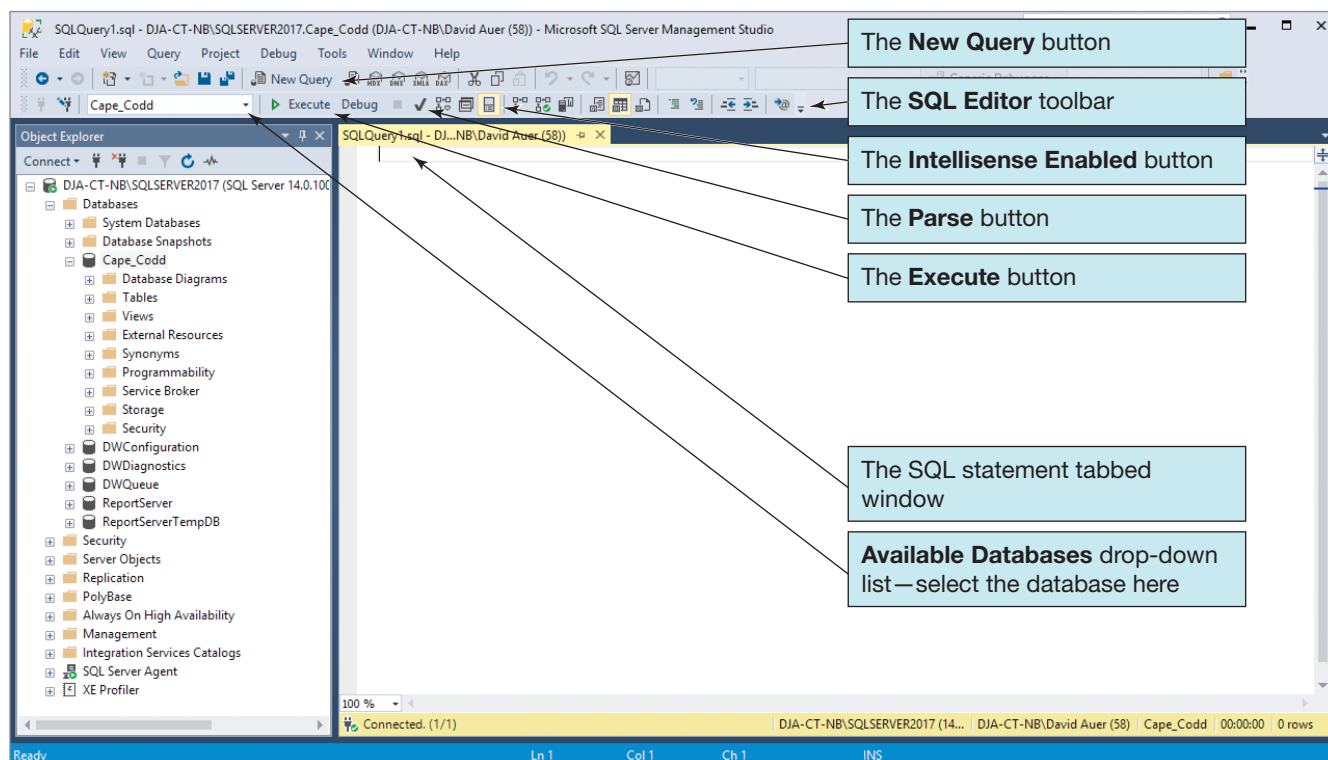 SQLQuery1.sql - DJA-CT-NB\SQLSERVER2017.Cape_Codd (DJA-CT-NB\David Auer (58)) - Microsoft SQL Server Management Studio
File Edit View Query Project Debug Tools Window Help
New Query MDX DMX XMLA DAX
Cape_Codd Execute Debug
Object Explorer
SQLQuery1.sql - DJ...NB\David Auer (58))
Connect
DJA-CT-NB\SQLSERVER2017 (SQL Server 14.0.100
Databases
System Databases
Database Snapshots
Cape_Codd
Database Diagrams
Tables
Views
External Resources
Synonyms
Programmability
Service Broker
Storage
Security
DWConfiguration
DWDiagnostics
DWQueue
ReportServer
ReportServerTempDB
Security
Server Objects
Replication
PolyBase
Always On High Availability
Management
Integration Services Catalogs
SQL Server Agent
XE Profiler
The New Query button
The SQL Editor toolbar
The Intellisense Enabled button
The Parse button
The Execute button
The SQL statement tabbed
window
Available Databases drop-down
list—select the database here
100 %
Connected. (1/1)
DJA-CT-NB\SQLSERVER2017 (14... DJA-CT-NB\David Auer (58) Cape_Codd 00:00:00 0 rows
Ready Ln 1 Col 1 Ch 1 INS